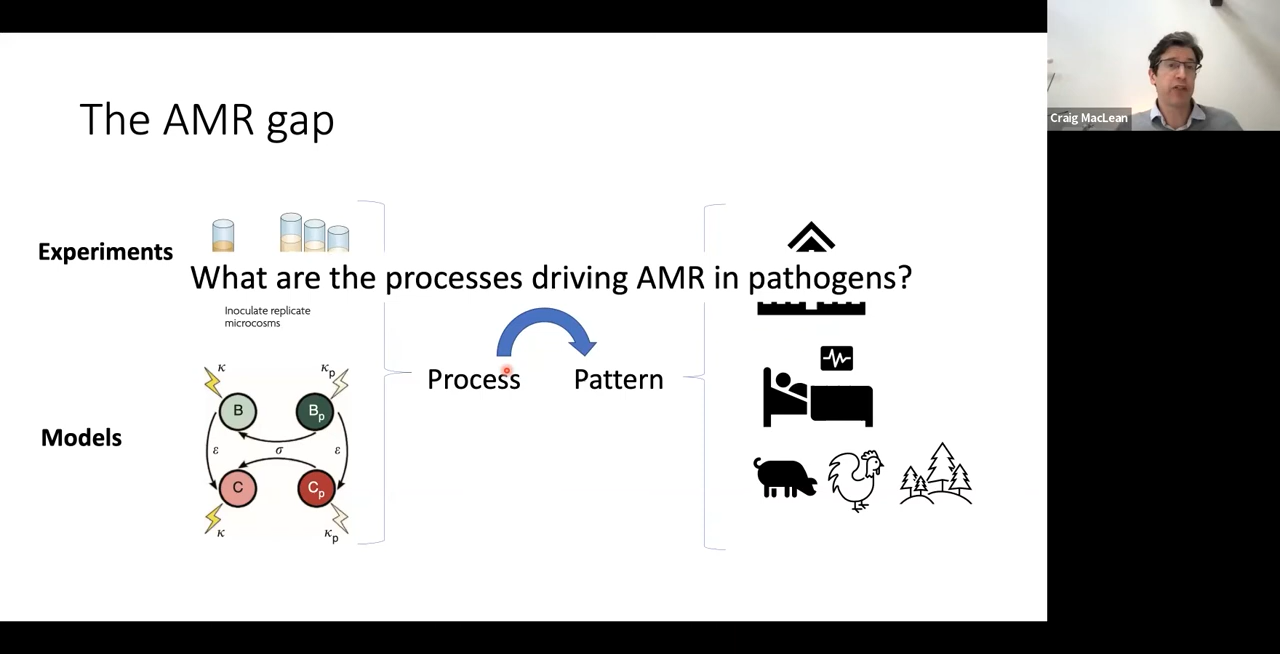 Craig MacLean
The AMR gap
Experiments
What are the processes driving AMR in pathogens?
Inoculate replicate
microcosms
Process
Pattern
κ
κp
B
Bp
ε
σ
ε
Models
C
Cp
κ
κp